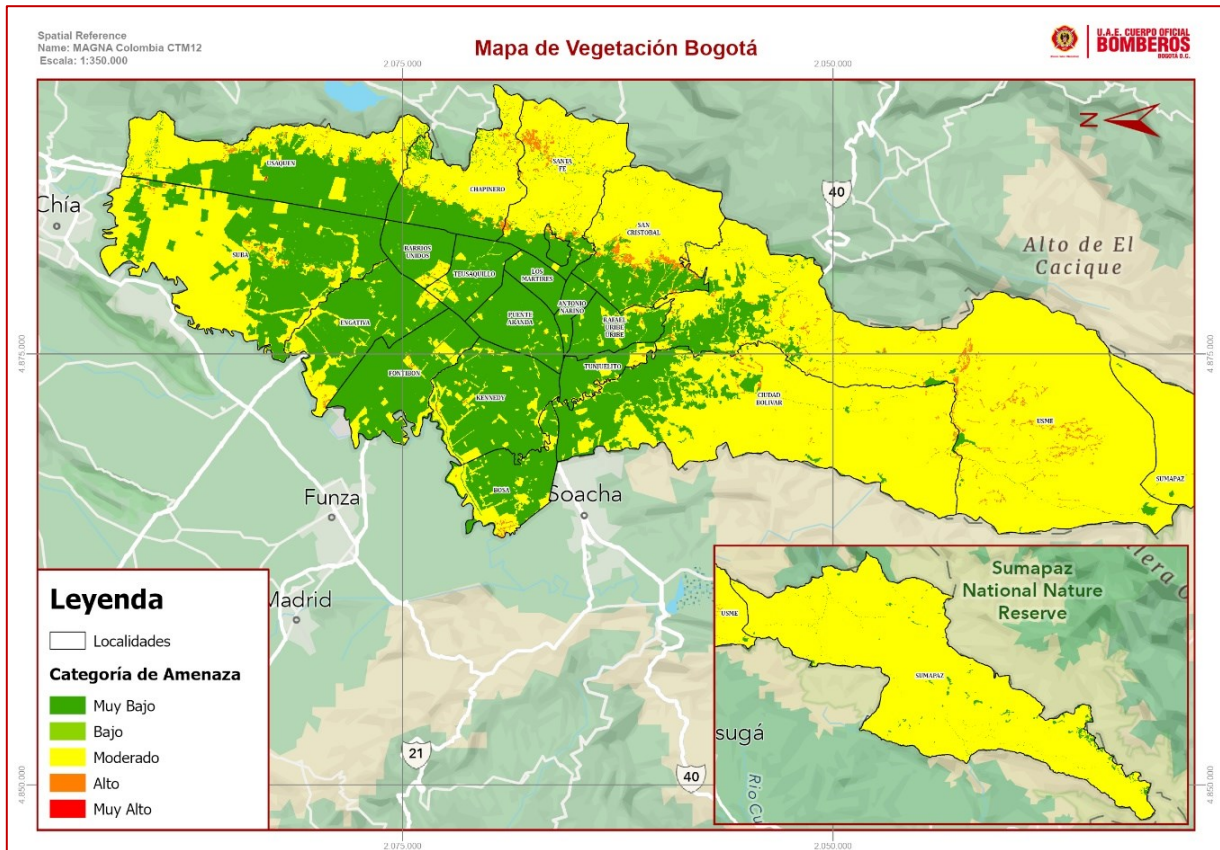 Spatial Reference
Name: MAGNA Colombia CTM12
Escala: 1:350.000
Mapa de Vegetación Bogotá
U.A.E. CUERPO OFICIAL
BOMBEROS
BOGOTÁ D.C.
2.075.000
2.050.000
N
40
Chía
USAQUEN
SANTA
FE
CHAPINERO
SAN
CRISTOBAL
Alto de El
Cacique
SUBA
BARRIOS
UNIDOS
TEUSAQUILLO
LOS
MARTIRES
ANTONIO
NARIÑO
PUENTE
ARANDA
RAFAEL
URIBE
URIBE
ENGATIVA
4.875.000
4.875.000
FONTIBON
TUNJUELITO
KENNEDY
CIUDAD
BOLIVAR
USME
SUMAPAZ
BOSA
Funza
Soacha
Madrid
21
40
llera O
Leyenda
Localidades
Categoría de Amenaza
Muy Bajo
Bajo
Moderado
Alto
Muy Alto
Sumapaz
National Nature
Reserve
USME
SUMAPAZ
sugá
Rio Cu
4.850.000
4.850.000
2.075.000
2.050.000